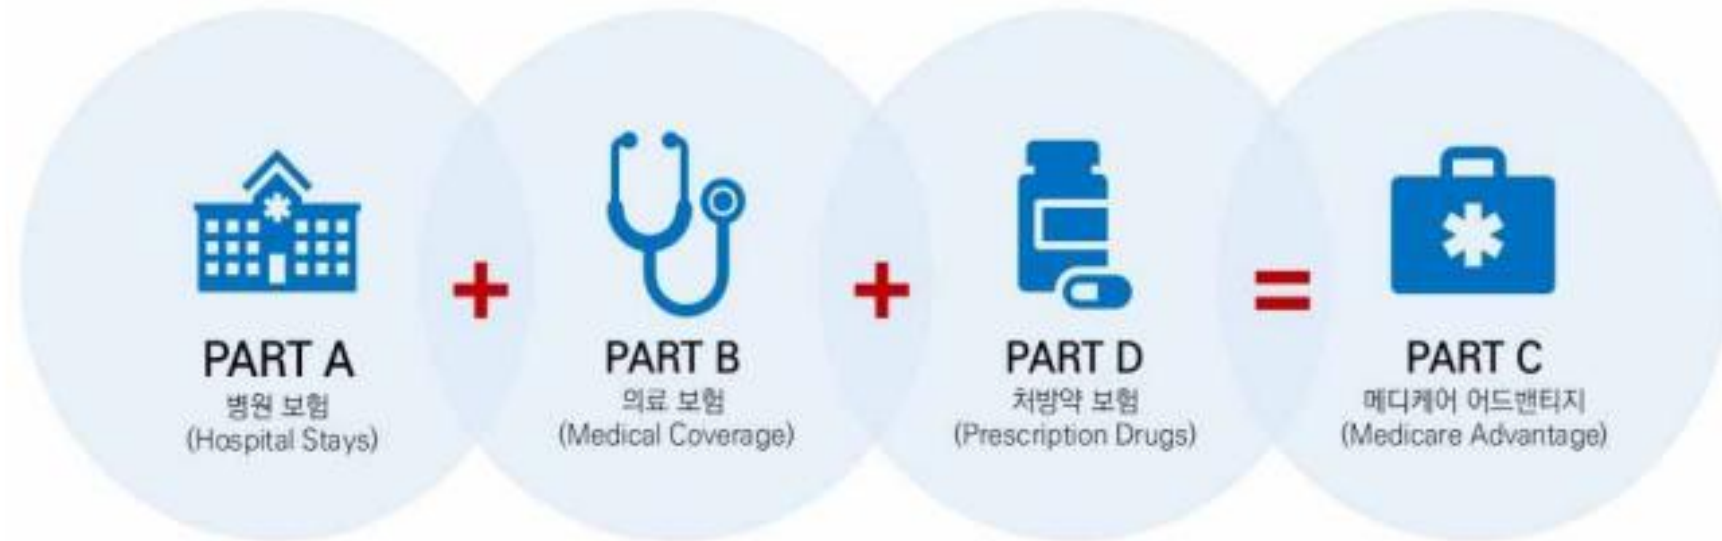 PART A
병원 보험
(Hospital Stays)
+
PART B
의료 보험
(Medical Coverage)
+
PART D
처방약 보험
(Prescription Drugs)
=
PART C
메디케어 어드밴티지
(Medicare Advantage)